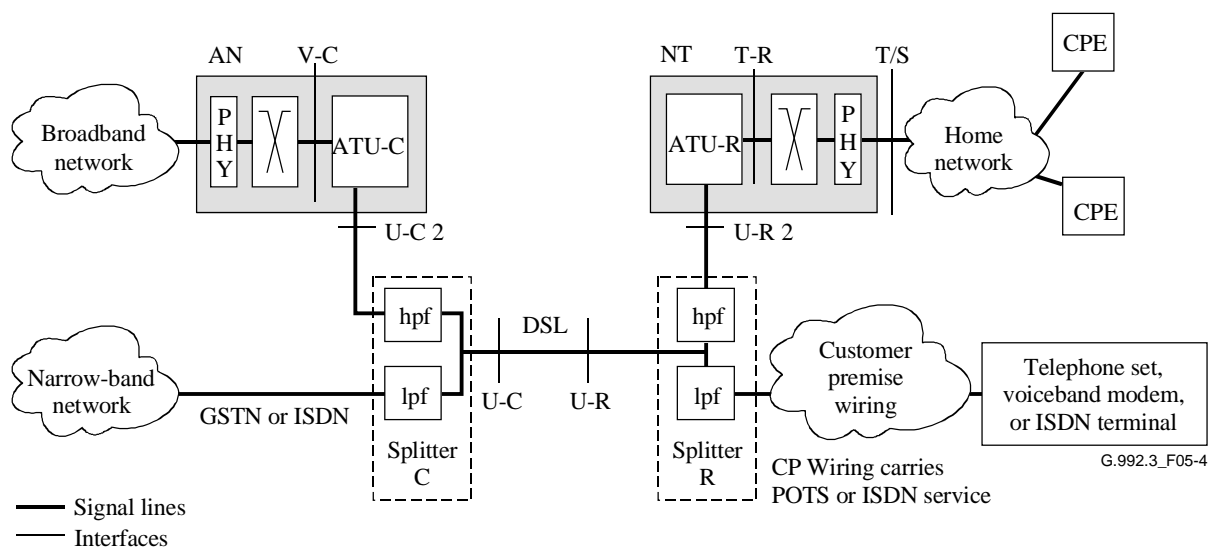 AN
V-C
NT
T-R
T/S
CPE
Broadband
network
P
H
Y
ATU-C
ATU-R
P
H
Y
Home
network
CPE
U-C 2
U-R 2
hpf
DSL
hpf
Narrow-band
network
GSTN or ISDN
lpf
U-C
U-R
lpf
Customer
premise
wiring
Telephone set,
voiceband modem,
or ISDN terminal
Splitter
C
Splitter
R
CP Wiring carries
POTS or ISDN service
G.992.3_F05-4
Signal lines
Interfaces